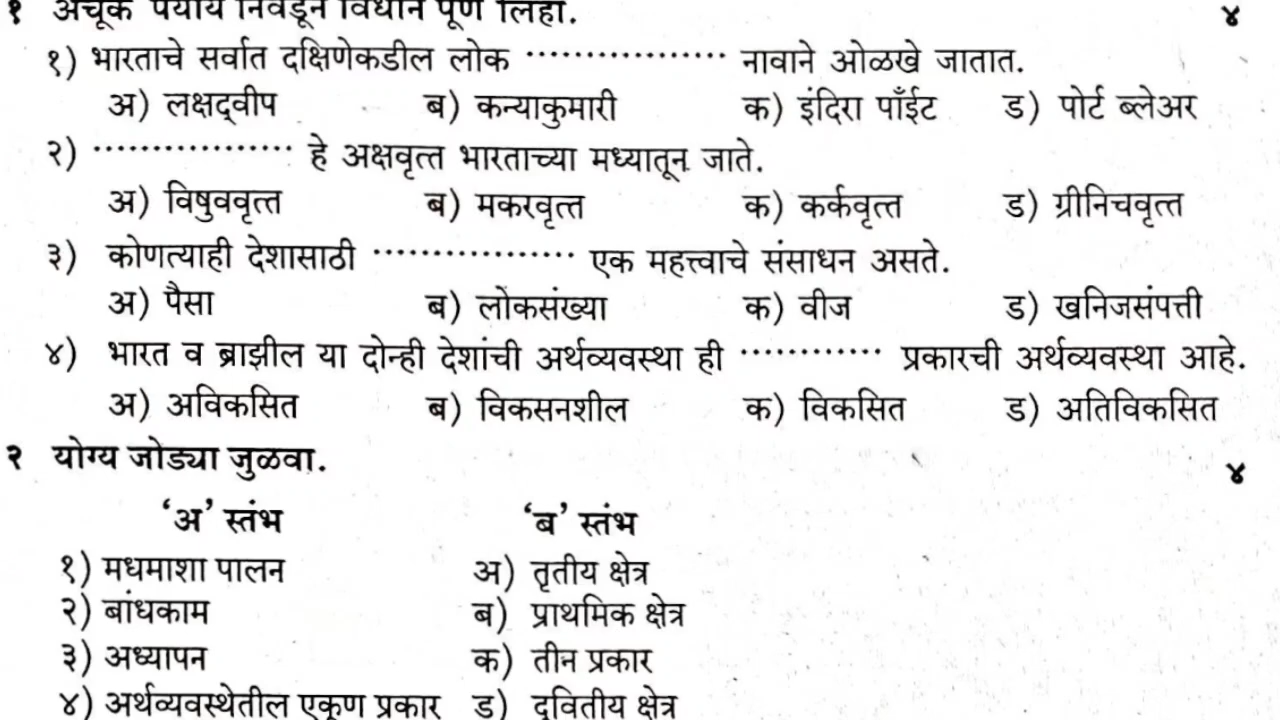 १ अचूक पर्याय निवडून विधाने पूर्ण लिहा. ४
१) भारताचे सर्वात दक्षिणेकडील लोक ................... नावाने ओळखे जातात.
अ) लक्षद्वीप ब) कन्याकुमारी क) इंदिरा पाँईट ड) पोर्ट ब्लेअर
२) ................... हे अक्षवृत्त भारताच्या मध्यातून जाते.
अ) विषुववृत्त ब) मकरवृत्त क) कर्कवृत्त ड) ग्रीनिचवृत्त
३) कोणत्याही देशासाठी ................... एक महत्त्वाचे संसाधन असते.
अ) पैसा ब) लोकसंख्या क) वीज ड) खनिजसंपत्ती
४) भारत व ब्राझील या दोन्ही देशांची अर्थव्यवस्था ही ............ प्रकारची अर्थव्यवस्था आहे.
अ) अविकसित ब) विकसनशील क) विकसित ड) अतिविकसित
२ योग्य जोड्या जुळवा. ४
‘अ’ स्तंभ ‘ब’ स्तंभ
१) मधमाशा पालन अ) तृतीय क्षेत्र
२) बांधकाम ब) प्राथमिक क्षेत्र
३) अध्यापन क) तीन प्रकार
४) अर्थव्यवस्थेतील एकूण प्रकार ड) द्वितीय क्षेत्र